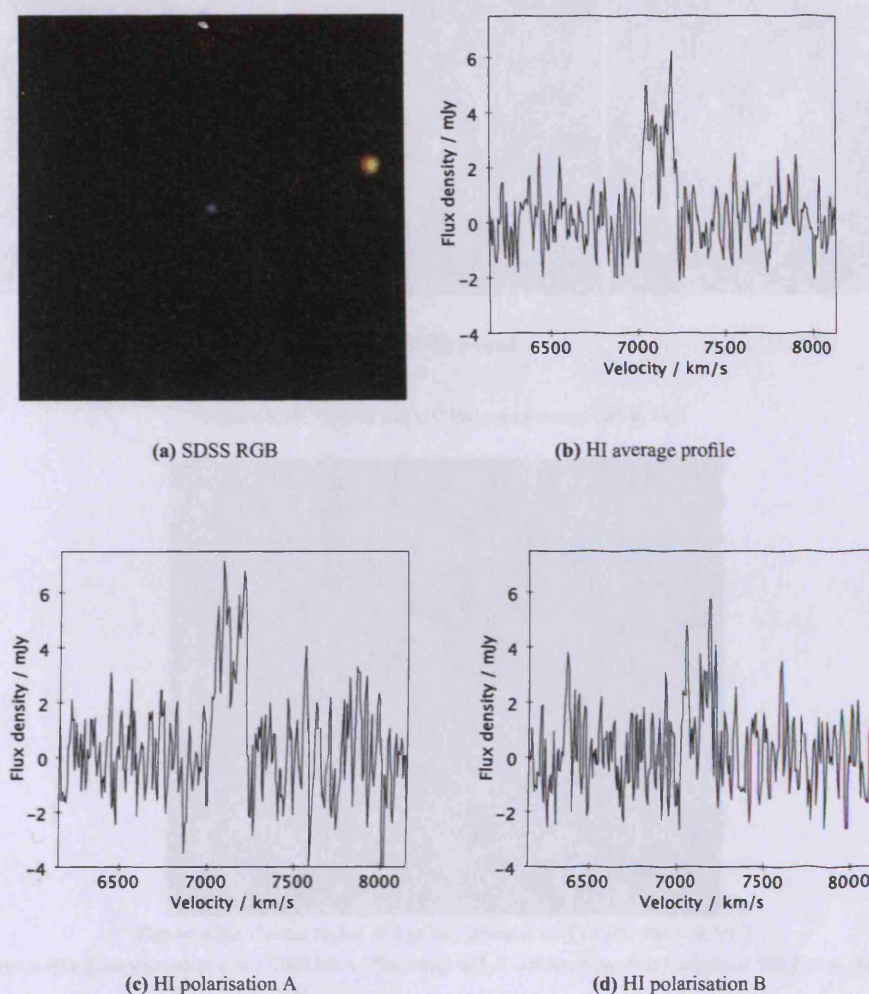 6
4
2
0
−2
−4
Flux density / mJy
6500 7000 7500 8000
Velocity / km/s
(a) SDSS RGB
(b) HI average profile
6
4
2
0
−2
−4
Flux density / mJy
6500 7000 7500 8000
Velocity / km/s
6
4
2
0
−2
−4
Flux density / mJy
6500 7000 7500 8000
Velocity / km/s
(c) HI polarisation A
(d) HI polarisation B